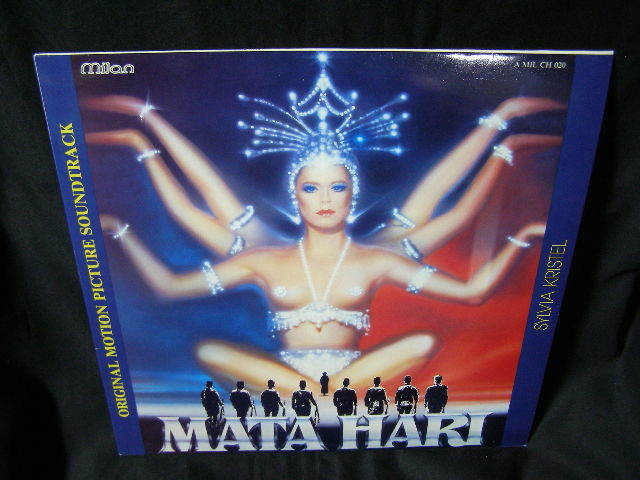 Milan
A MIL CH 020
ORIGINAL MOTION PICTURE SOUNDTRACK
SYLVIA KRISTEL
MATA HARI